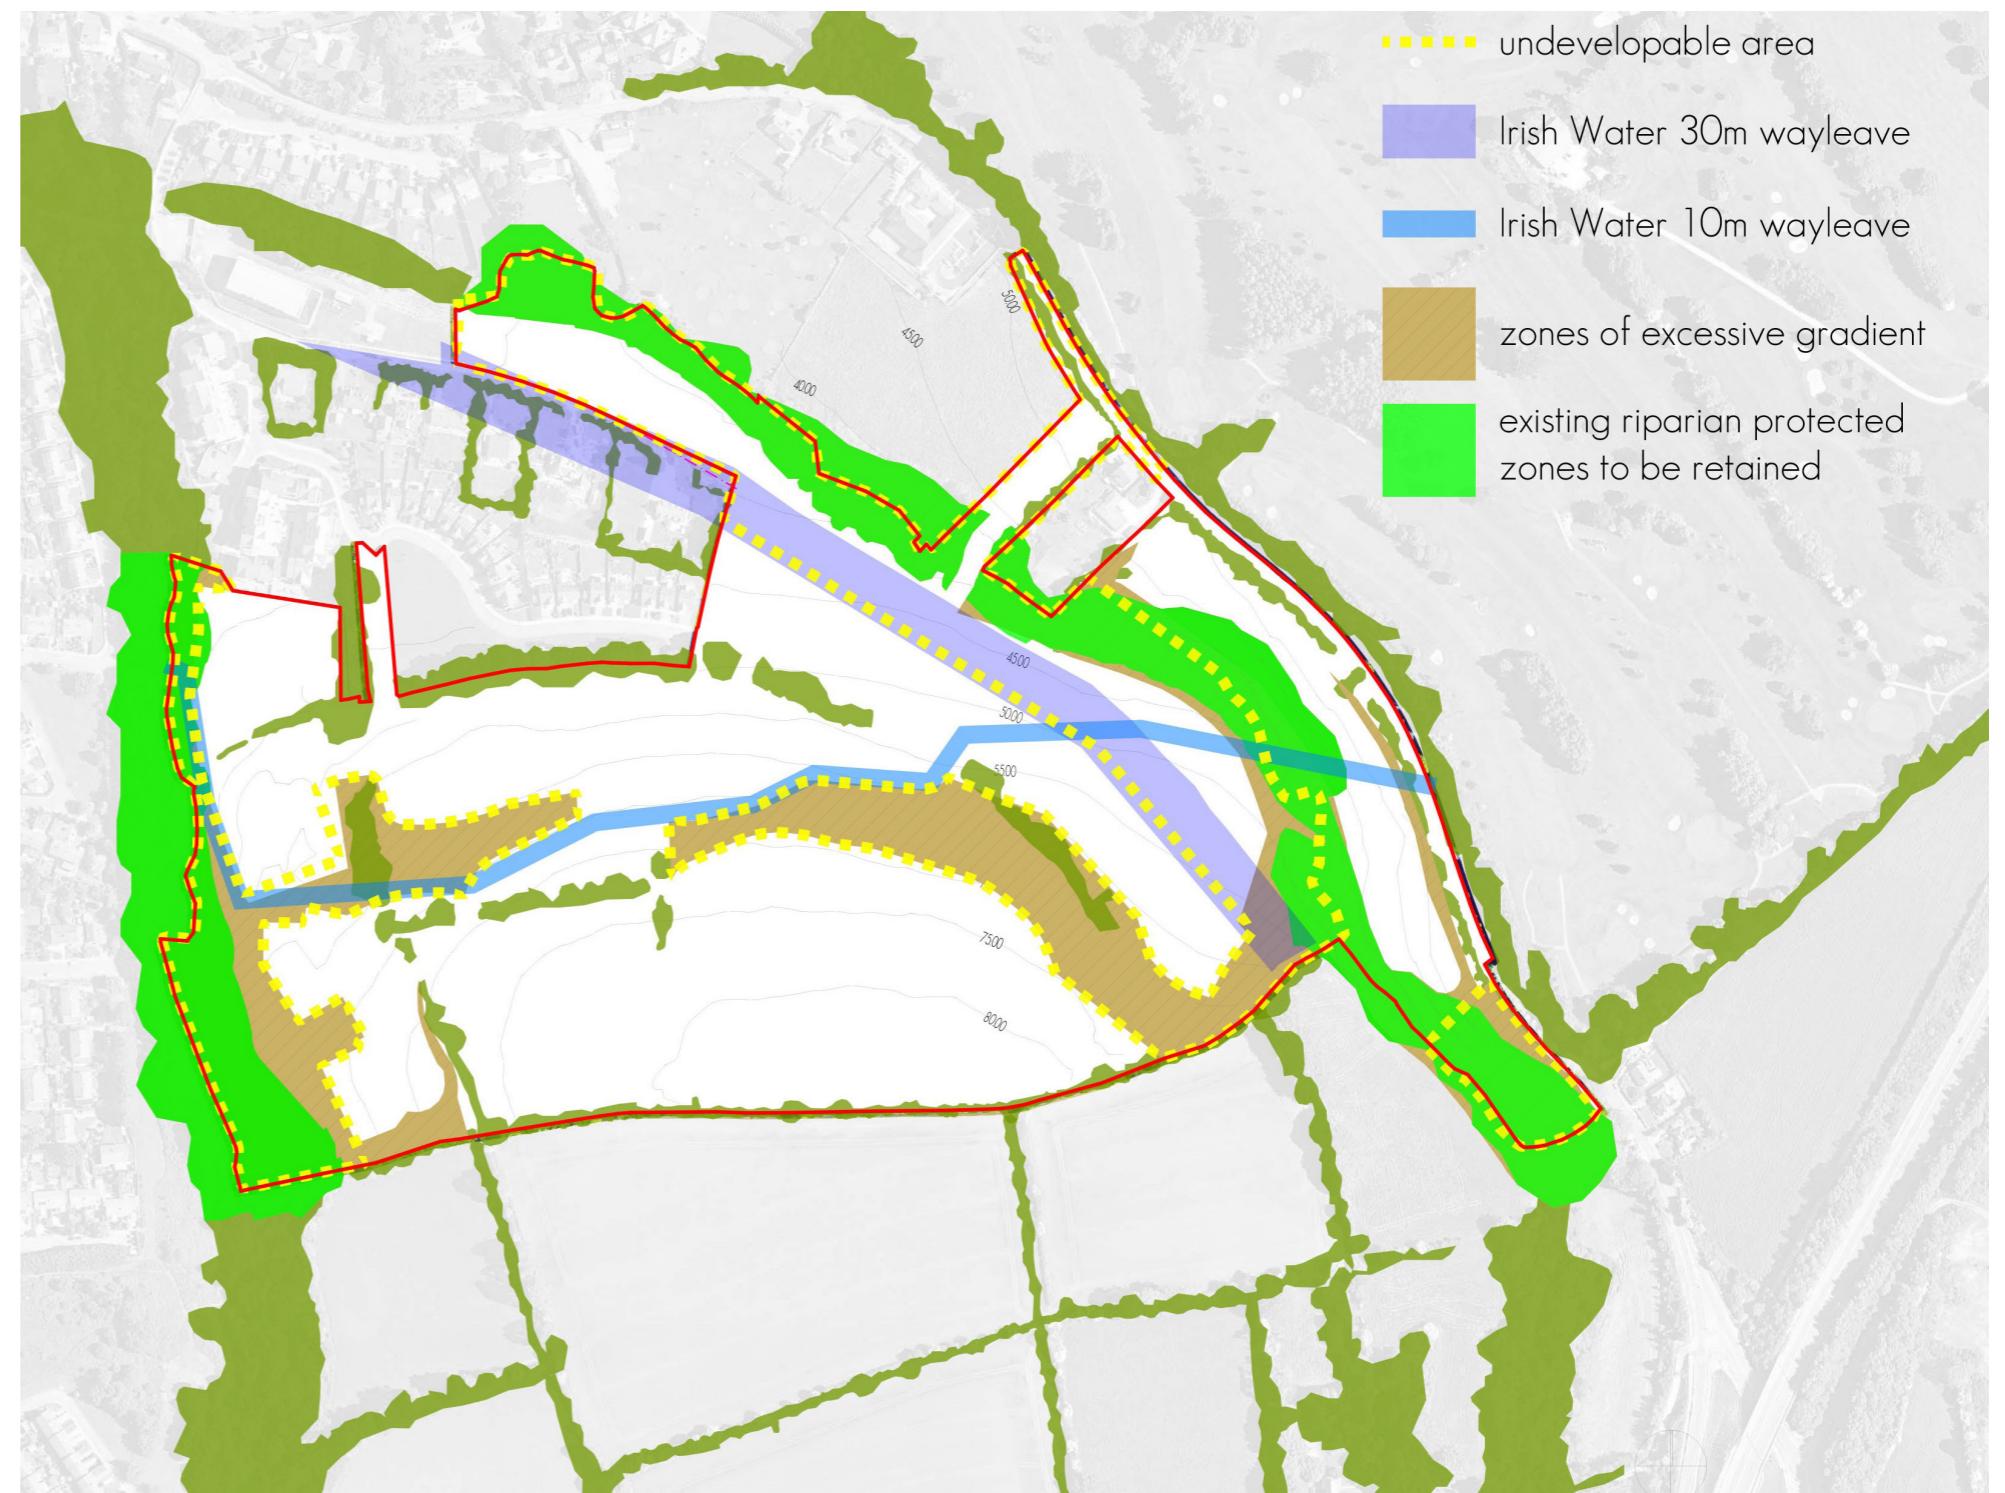 undevelopable area
Irish Water 30m wayleave
Irish Water 10m wayleave
zones of excessive gradient
existing riparian protected
zones to be retained
5000
4500
4000
4500
5000
5500
7500
8000